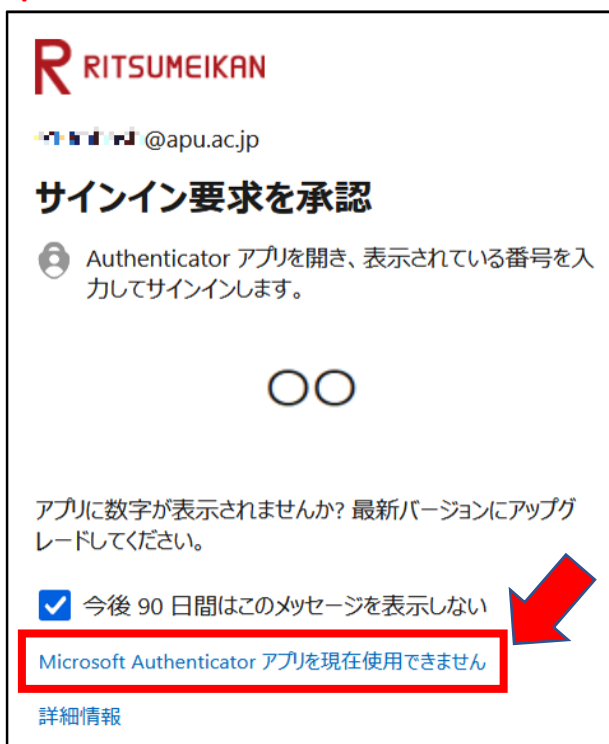 RITSUMEIKAN
@apu.ac.jp
サインイン要求を承認
Authenticator アプリを開き、表示されている番号を入
力してサインインします。
〇〇
アプリに数字が表示されませんか? 最新バージョンにアップグ
レードしてください。
今後 90 日間はこのメッセージを表示しない
Microsoft Authenticator アプリを現在使用できません
詳細情報